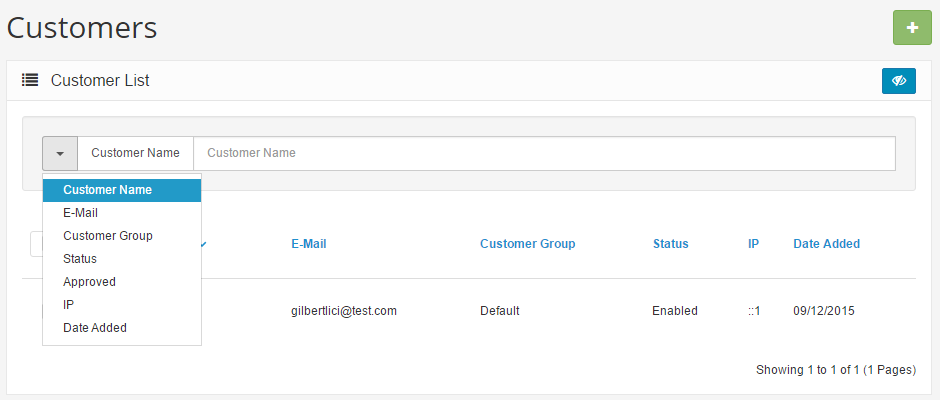 Customers
Customer List
Customer Name Customer Name
Customer Name
E-Mail
Customer Group
Status
Approved
IP
Date Added
E-Mail Customer Group Status IP Date Added
gilbertlici@test.com Default Enabled ::1 09/12/2015
Showing 1 to 1 of 1 (1 Pages)